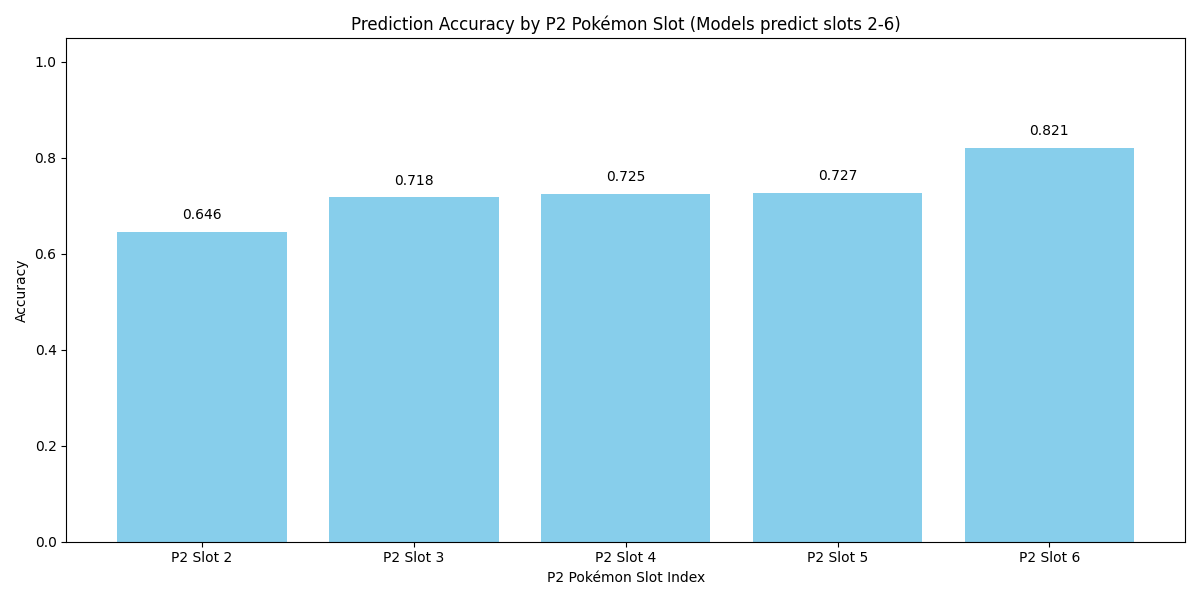 Prediction Accuracy by P2 Pokémon Slot (Models predict slots 2-6)
1.0
0.8
0.6
0.4
0.2
0.0
Accuracy
0.646
0.718
0.725
0.727
0.821
P2 Slot 2
P2 Slot 3
P2 Slot 4
P2 Slot 5
P2 Slot 6
P2 Pokémon Slot Index